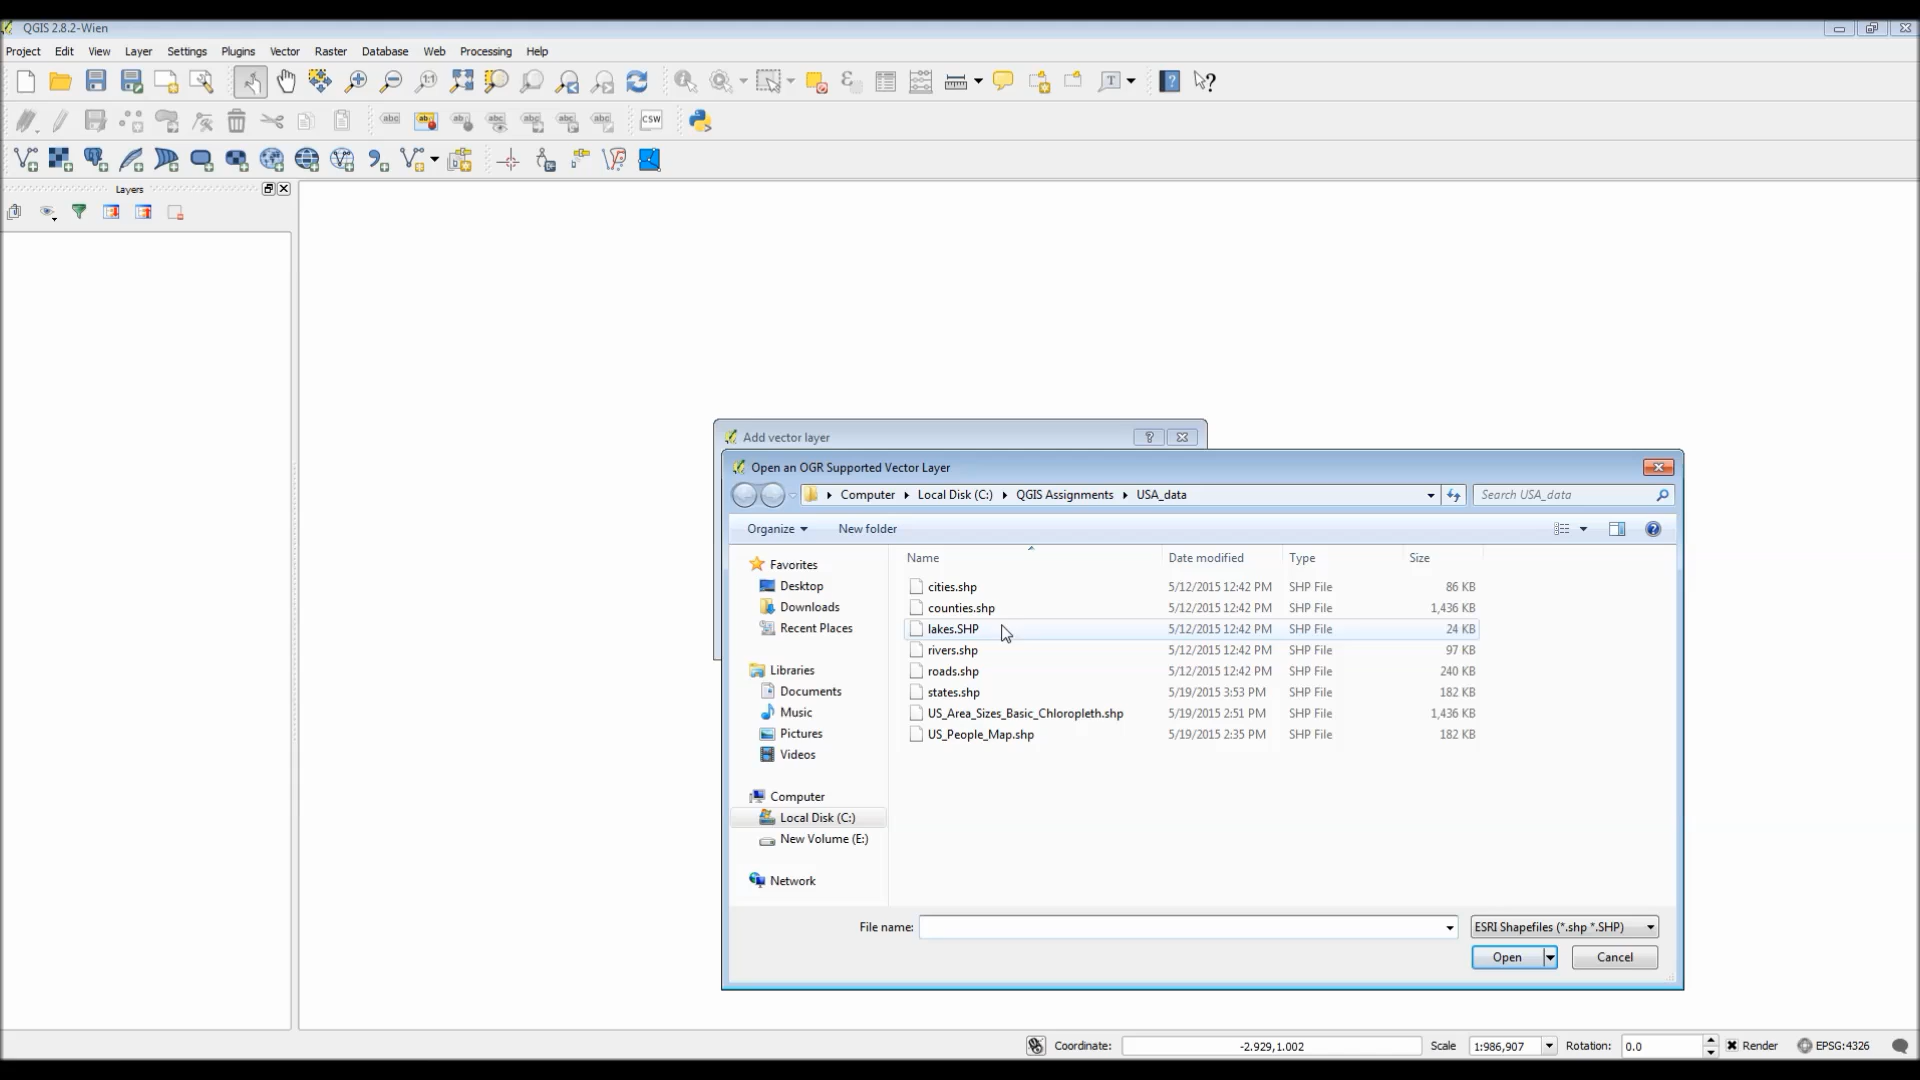 QGIS 2.8.2-Wien
Project Edit View Layer Settings Plugins Vector Raster Database Web Processing Help
T
abc ab ab abc abc abc abc CSW
Layers
Add vector layer
Open an OGR Supported Vector Layer
Computer Local Disk (C:) QGIS Assignments USA_data Search USA_data
Organize New folder
Name Date modified Type Size
Favorites
Desktop
Downloads
Recent Places
Libraries
Documents
Music
Pictures
Videos
Computer
Local Disk (C:)
New Volume (E:)
Network
cities.shp 5/12/2015 12:42 PM SHP File 86 KB
counties.shp 5/12/2015 12:42 PM SHP File 1,436 KB
lakes.SHP 5/12/2015 12:42 PM SHP File 24 KB
rivers.shp 5/12/2015 12:42 PM SHP File 97 KB
roads.shp 5/12/2015 12:42 PM SHP File 240 KB
states.shp 5/19/2015 3:53 PM SHP File 182 KB
US_Area_Sizes_Basic_Chloropleth.shp 5/19/2015 2:51 PM SHP File 1,436 KB
US_People_Map.shp 5/19/2015 2:35 PM SHP File 182 KB
File name: ESRI Shapefiles (*.shp *.SHP)
Open Cancel
Coordinate: -2.929,1.002 Scale 1:986,907 Rotation: 0.0 Render EPSG:4326